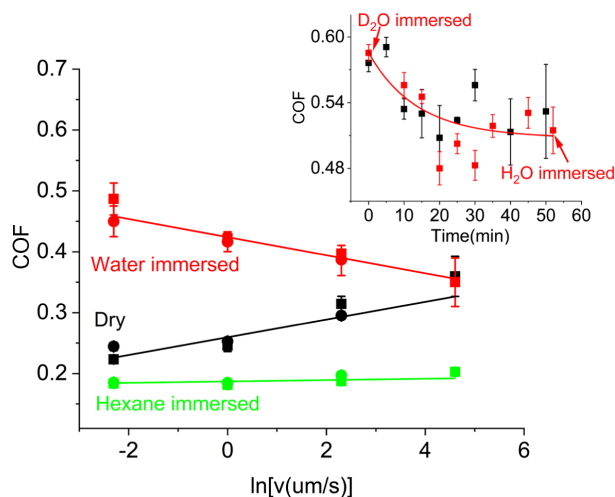 D₂O immersed
0.60
0.54
0.48
COF
H₂O immersed
0 10 20 30 40 50 60
Time(min)
0.7
0.6
0.5
0.4
0.3
0.2
0.1
COF
Water immersed
Dry
Hexane immersed
-2 0 2 4 6
ln[v(um/s)]